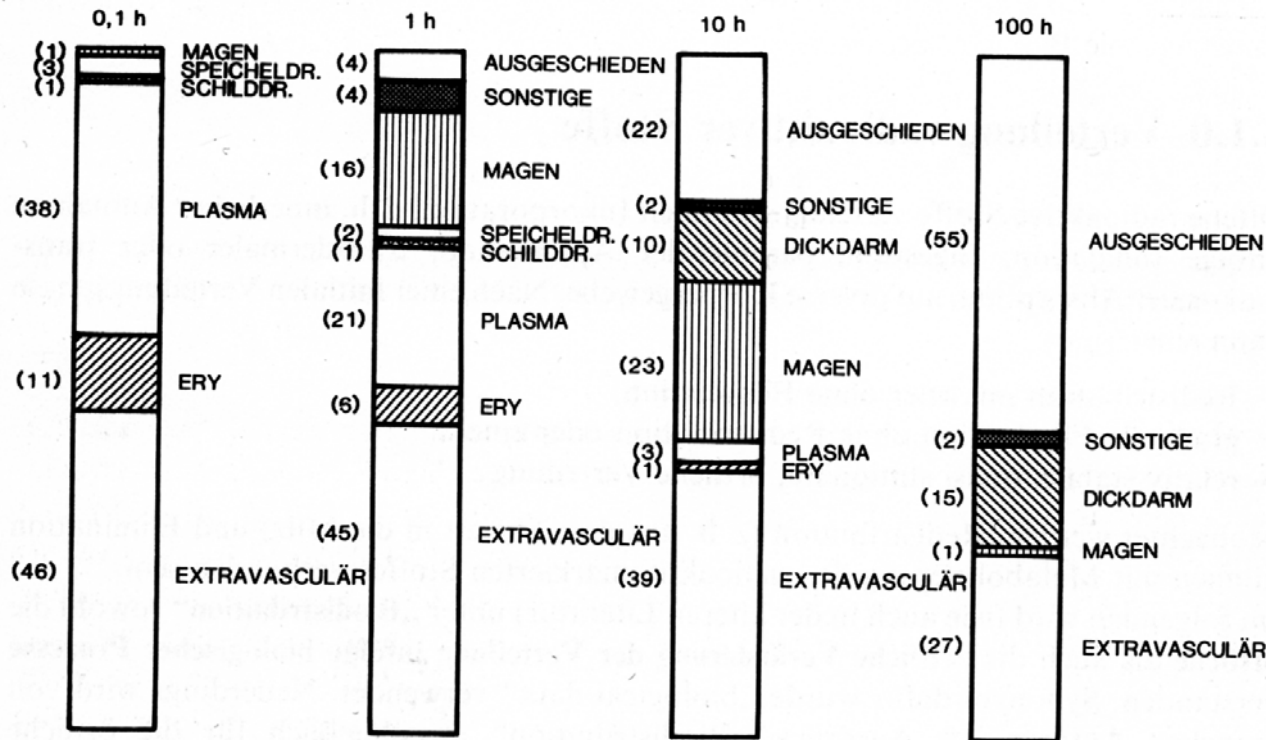 0,1 h
(1) MAGEN
(3) SPEICHELDR.
(1) SCHILDDR.
(38) PLASMA
(11) ERY
(46) EXTRAVASCULÄR
1 h
(4) AUSGESCHIEDEN
(4) SONSTIGE
(16) MAGEN
(2) SPEICHELDR.
(1) SCHILDDR.
(21) PLASMA
(6) ERY
(45) EXTRAVASCULÄR
10 h
(22) AUSGESCHIEDEN
(2) SONSTIGE
(10) DICKDARM
(23) MAGEN
(3) PLASMA
(1) ERY
(39) EXTRAVASCULÄR
100 h
(55) AUSGESCHIEDEN
(2) SONSTIGE
(15) DICKDARM
(1) MAGEN
(27) EXTRAVASCULÄR